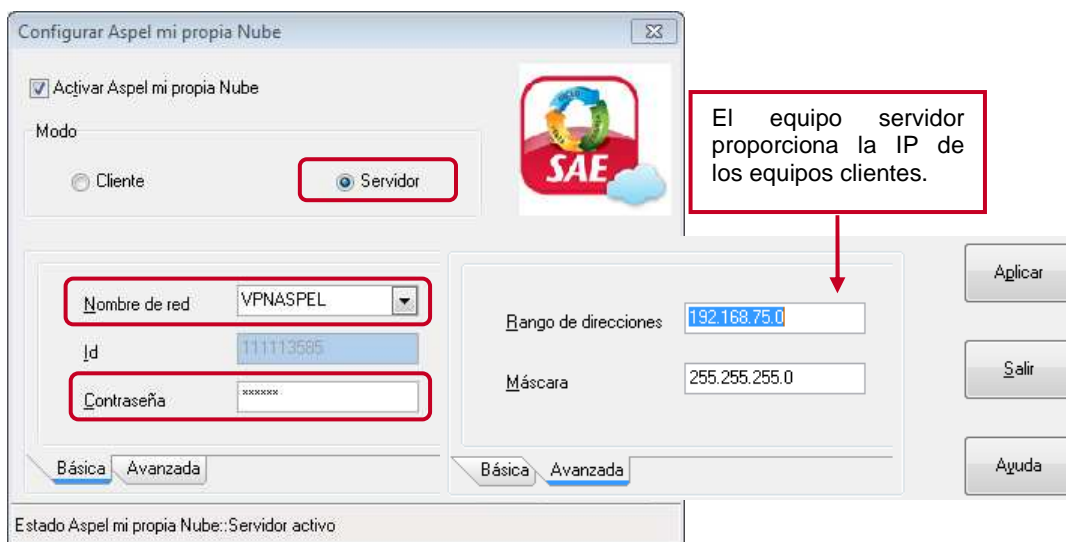 Configurar Aspel mi propia Nube
Activar Aspel mi propia Nube
Modo
Cliente
Servidor
SAE
El equipo servidor
proporciona la IP de
los equipos clientes.
Nombre de red
VPNASPEL
Id
111113585
Contraseña
××××××
Básica
Avanzada
Rango de direcciones
192.168.75.0
Máscara
255.255.255.0
Básica
Avanzada
Aplicar
Salir
Ayuda
Estado Aspel mi propia Nube::Servidor activo